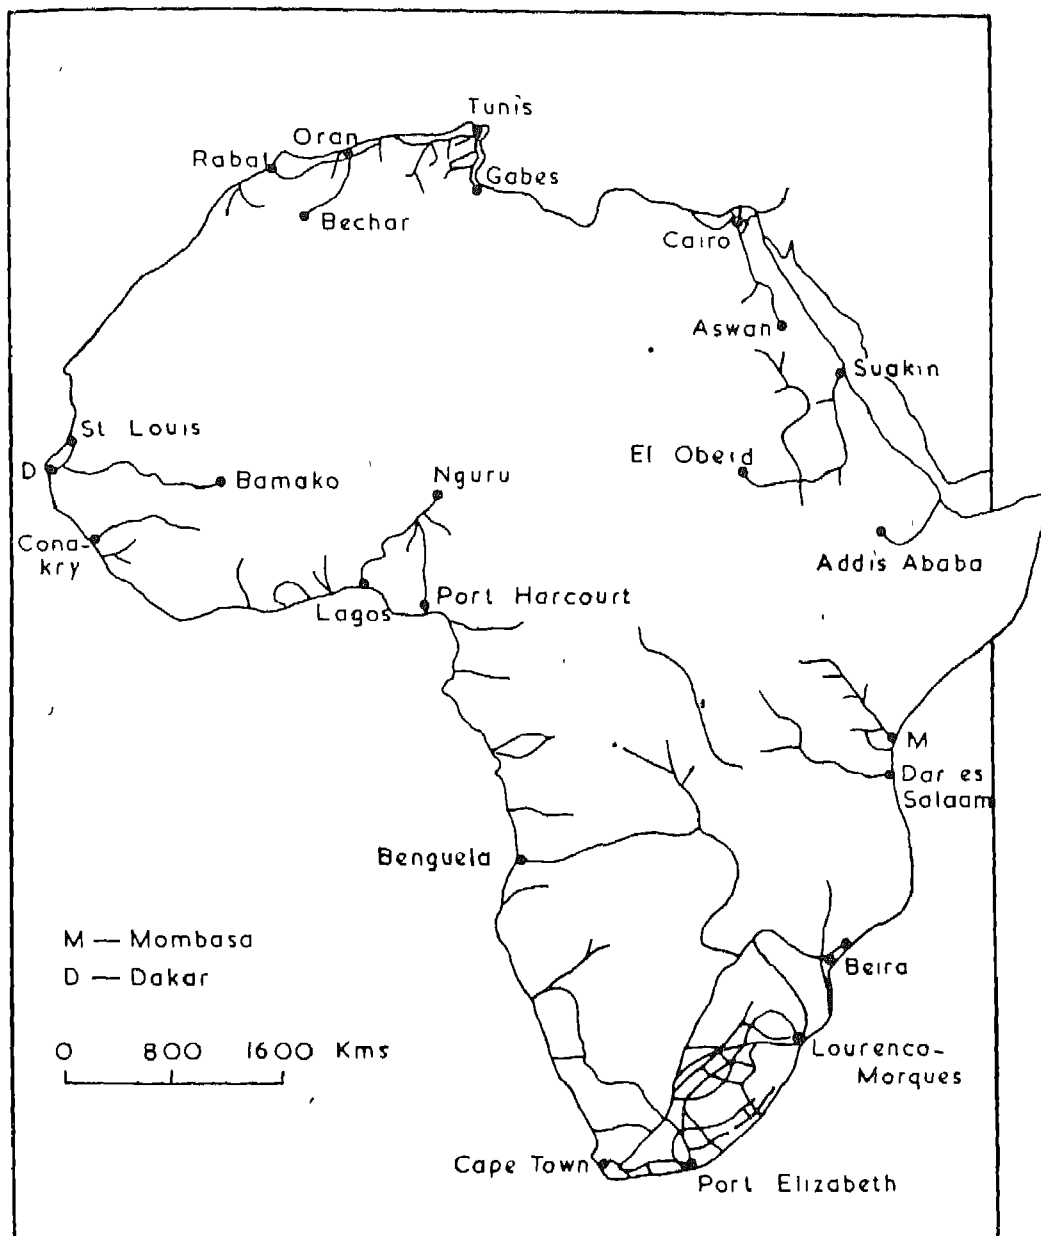 Tunis
Oran
Rabat
Gabes
Bechar
Cairo
Aswan
Suakin
St Louis
D
Bamako
Nguru
El Obeid
Cona-
kry
Addis Ababa
Lagos
Port Harcourt
M
Dar es
Salaam
Benguela
M — Mombasa
D — Dakar
Beira
0 800 1600 Kms
Lourenco-
Morques
Cape Town
Port Elizabeth